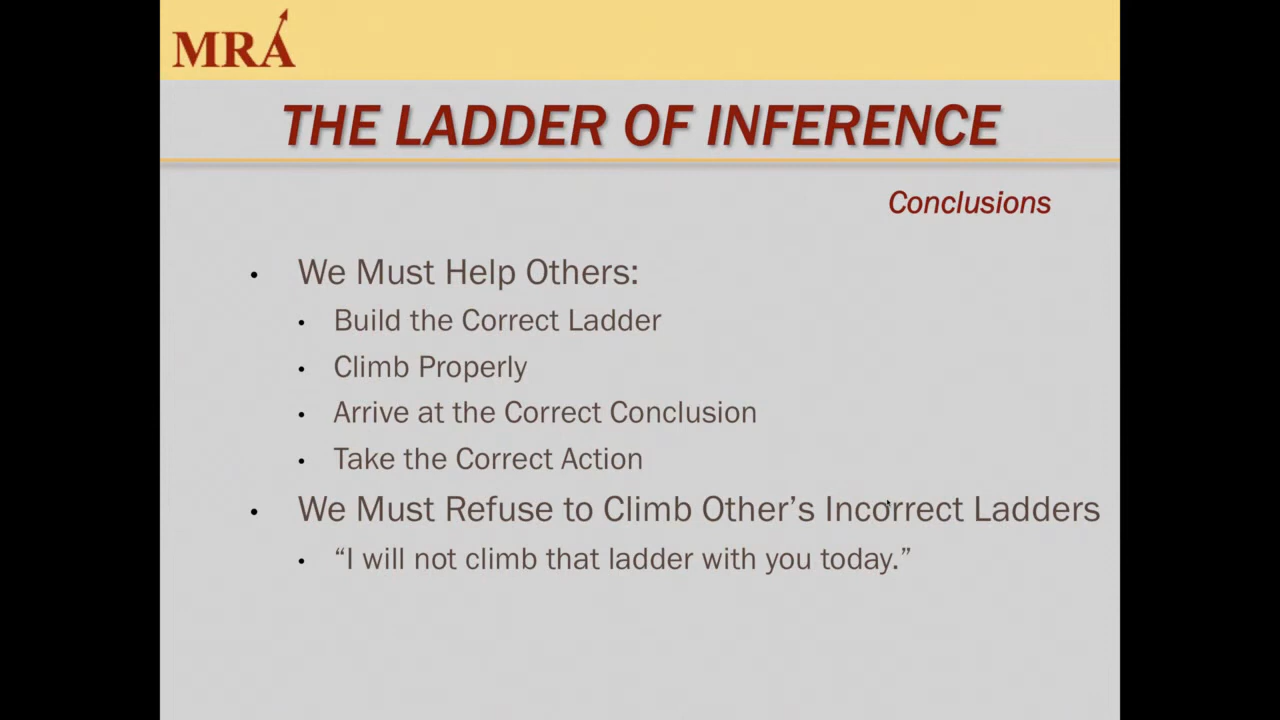 MRA
THE LADDER OF INFERENCE
Conclusions
• We Must Help Others:
• Build the Correct Ladder
• Climb Properly
• Arrive at the Correct Conclusion
• Take the Correct Action
• We Must Refuse to Climb Other’s Incorrect Ladders
• “I will not climb that ladder with you today.”